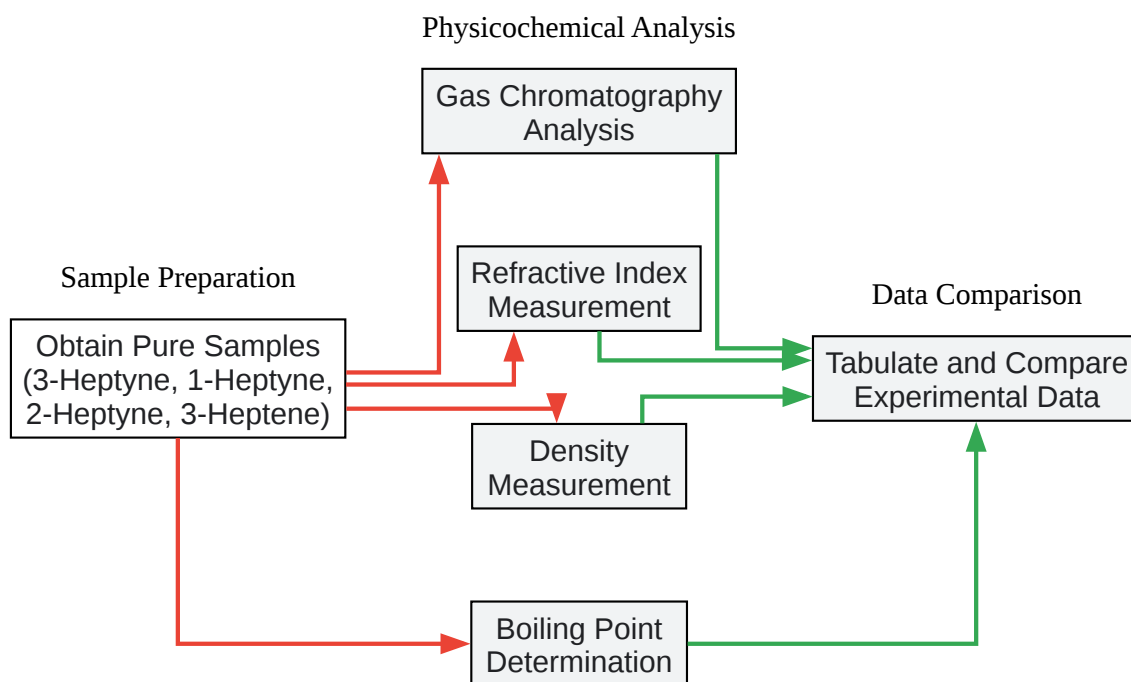 Physicochemical Analysis
Gas Chromatography
Analysis
Sample Preparation
Refractive Index
Measurement
Data Comparison
Obtain Pure Samples
(3-Heptyne, 1-Heptyne,
2-Heptyne, 3-Heptene)
Tabulate and Compare
Experimental Data
Density
Measurement
Boiling Point
Determination